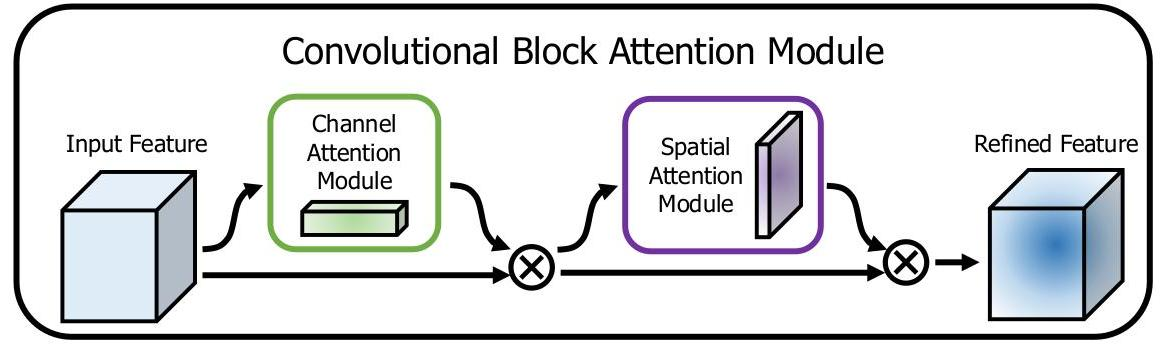 Convolutional Block Attention Module
Input Feature
Channel
Attention
Module
Spatial
Attention
Module
Refined Feature